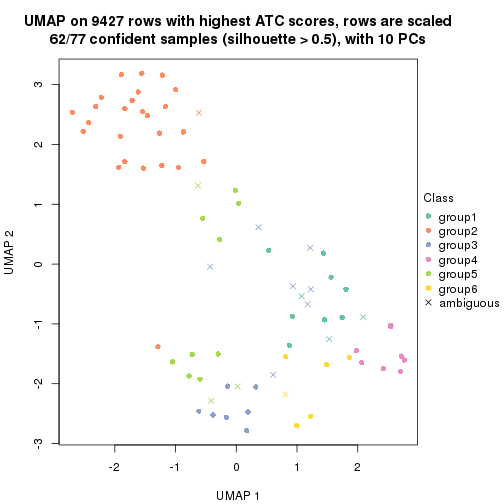 UMAP on 9427 rows with highest ATC scores, rows are scaled
62/77 confident samples (silhouette > 0.5), with 10 PCs
3
2
1
0
-1
-2
-3
UMAP 2
-2
-1
0
1
2
UMAP 1
Class
group1
group2
group3
group4
group5
group6
ambiguous